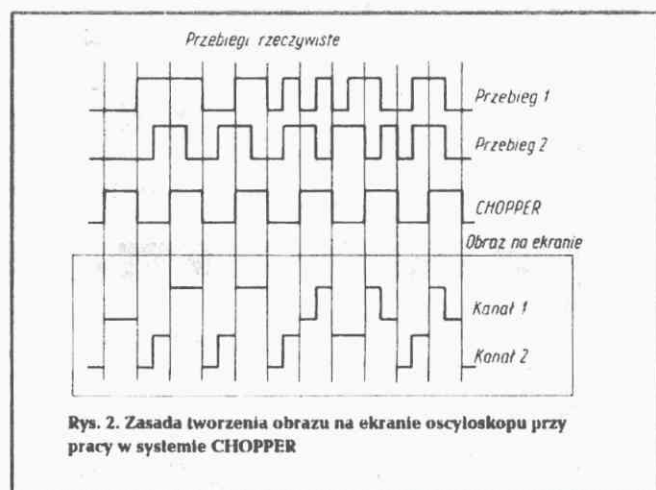 Przebiegi rzeczywiste
Przebieg 1
Przebieg 2
CHOPPER
Obraz na ekranie
Kanał 1
Kanał 2
Rys. 2. Zasada tworzenia obrazu na ekranie oscyloskopu przy
pracy w systemie CHOPPER